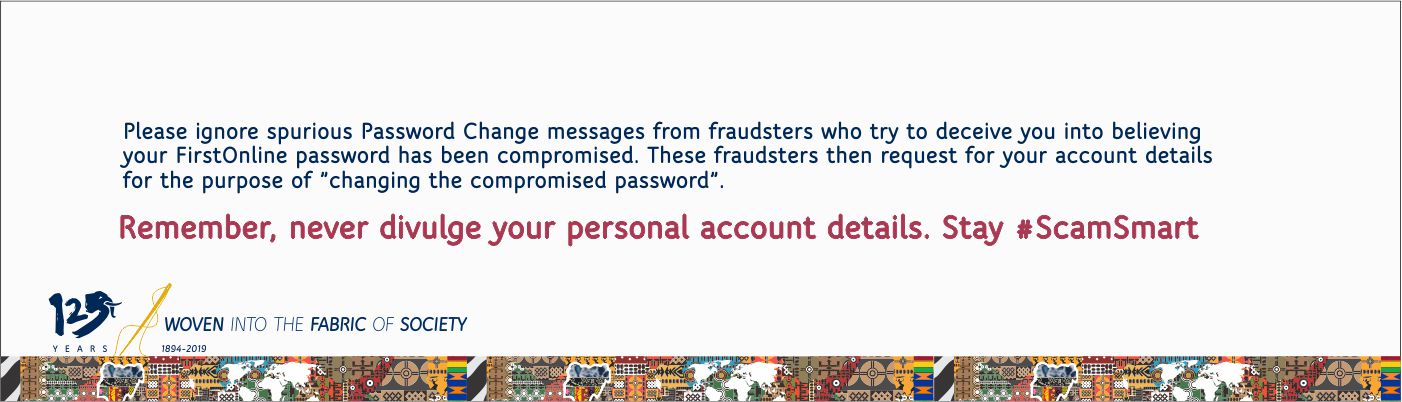 Please ignore spurious Password Change messages from fraudsters who try to deceive you into believing
your FirstOnline password has been compromised. These fraudsters then request for your account details
for the purpose of "changing the compromised password".
Remember, never divulge your personal account details. Stay #ScamSmart
125
WOVEN INTO THE FABRIC OF SOCIETY
YEARS
1894-2019